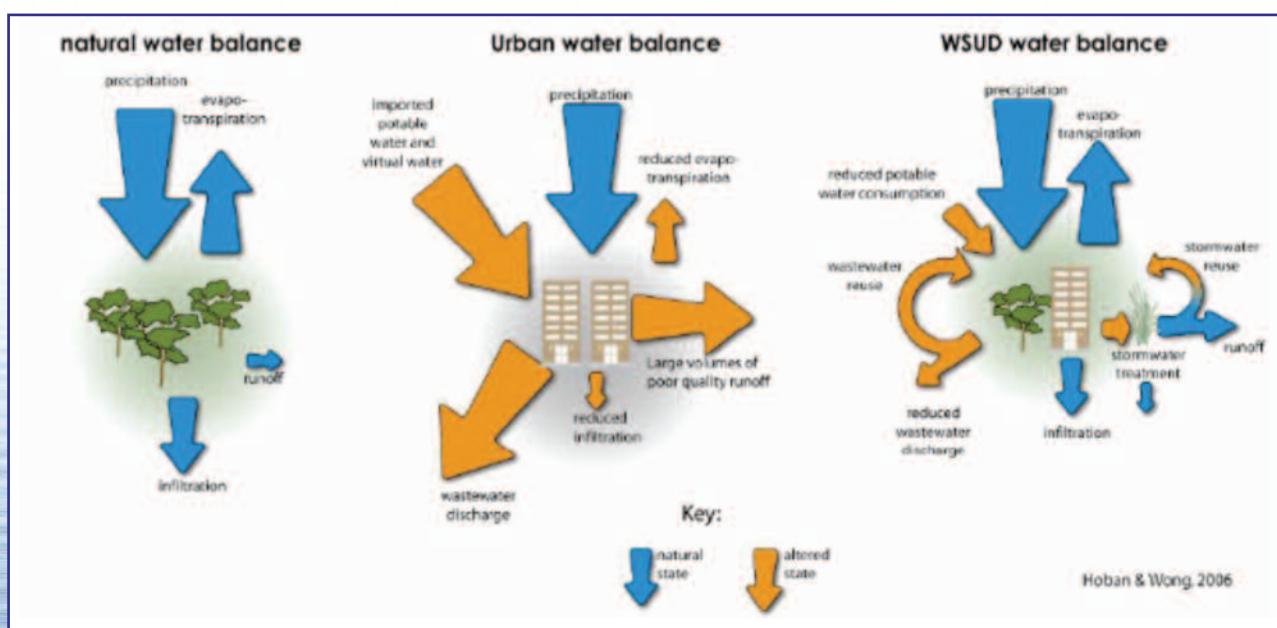 natural water balance
precipitation
evapo-
transpiration
runoff
infiltration
Urban water balance
imported
potable
water and
virtual water
precipitation
reduced evapo-
transpiration
Large volumes of
poor quality runoff
reduced
infiltration
wastewater
discharge
WSUD water balance
precipitation
evapo-
transpiration
reduced potable
water consumption
wastewater
reuse
stormwater
reuse
runoff
stormwater
treatment
reduced
wastewater
discharge
infiltration
Key:
natural
state
altered
state
Hoban & Wong, 2006